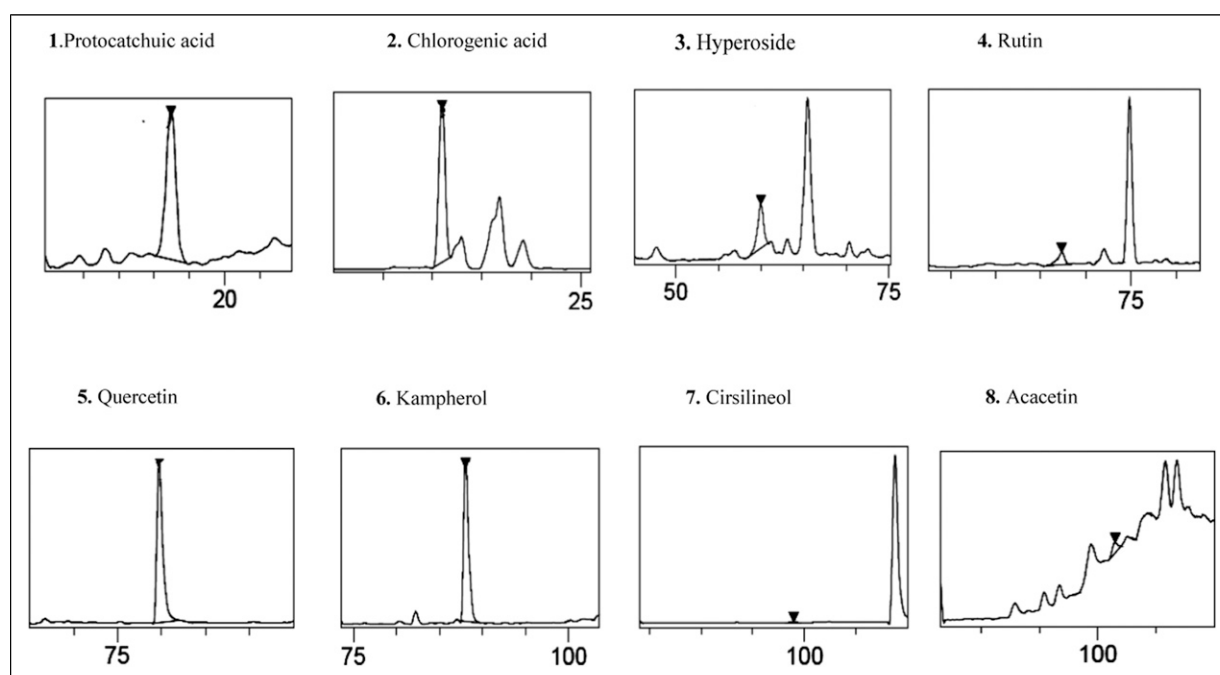 1.Protocatchuic acid
2. Chlorogenic acid
3. Hyperoside
4. Rutin
20
25
50 75
75
5. Quercetin
6. Kampherol
7. Cirsilineol
8. Acacetin
75
75 100
100
100